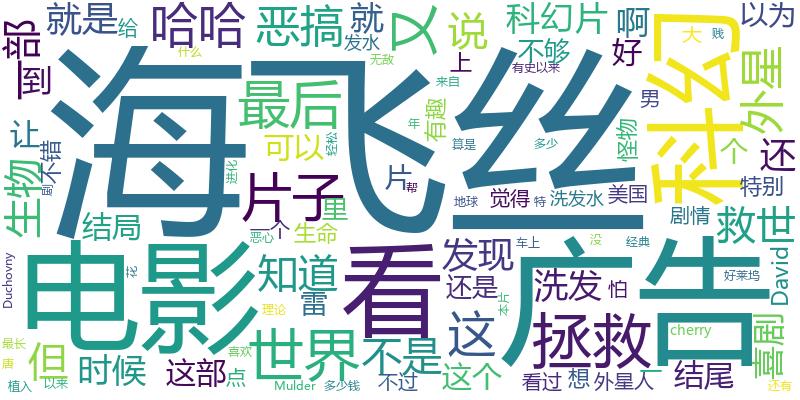 就是
给
哈哈
恶搞
就
发水
又
说
科幻片
不够
啊
以为
好
大
贱
到
部
什么
无敌
上
有史以来
来自
海飞丝
科幻
外星
男
最后
有趣
年
算是
多少
怪物
个
还
让
不错
剧
生物
进化
可以
轻松
片
帮
片子
里
地球
觉得
特
洗发水
美国
特别
结局
一个
恶心
生命
剧情
救世
电影
看
广告
发现
车上
没
经典
Duchovny
花
知道
雷
还是
本片
洗发
怕
好莱坞
David
理论
世界
这
拯救
cherry
喜剧
最长
唐
但
时候
这部
喜欢
点
不是
这个
看过
想
外星人
一
结尾
植入
以来
Mulder
多少钱
不过
还有